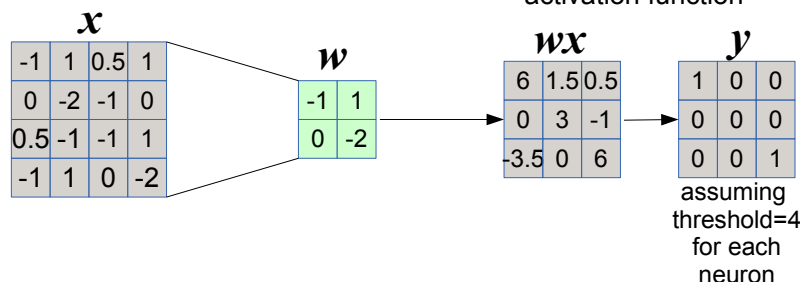 activation function
x
w
wx
y
-1 1 0.5 1
0 -2 -1 0
0.5 -1 -1 1
-1 1 0 -2
-1 1
0 -2
6 1.5 0.5
0 3 -1
-3.5 0 6
1 0 0
0 0 0
0 0 1
assuming
threshold=4
for each
neuron